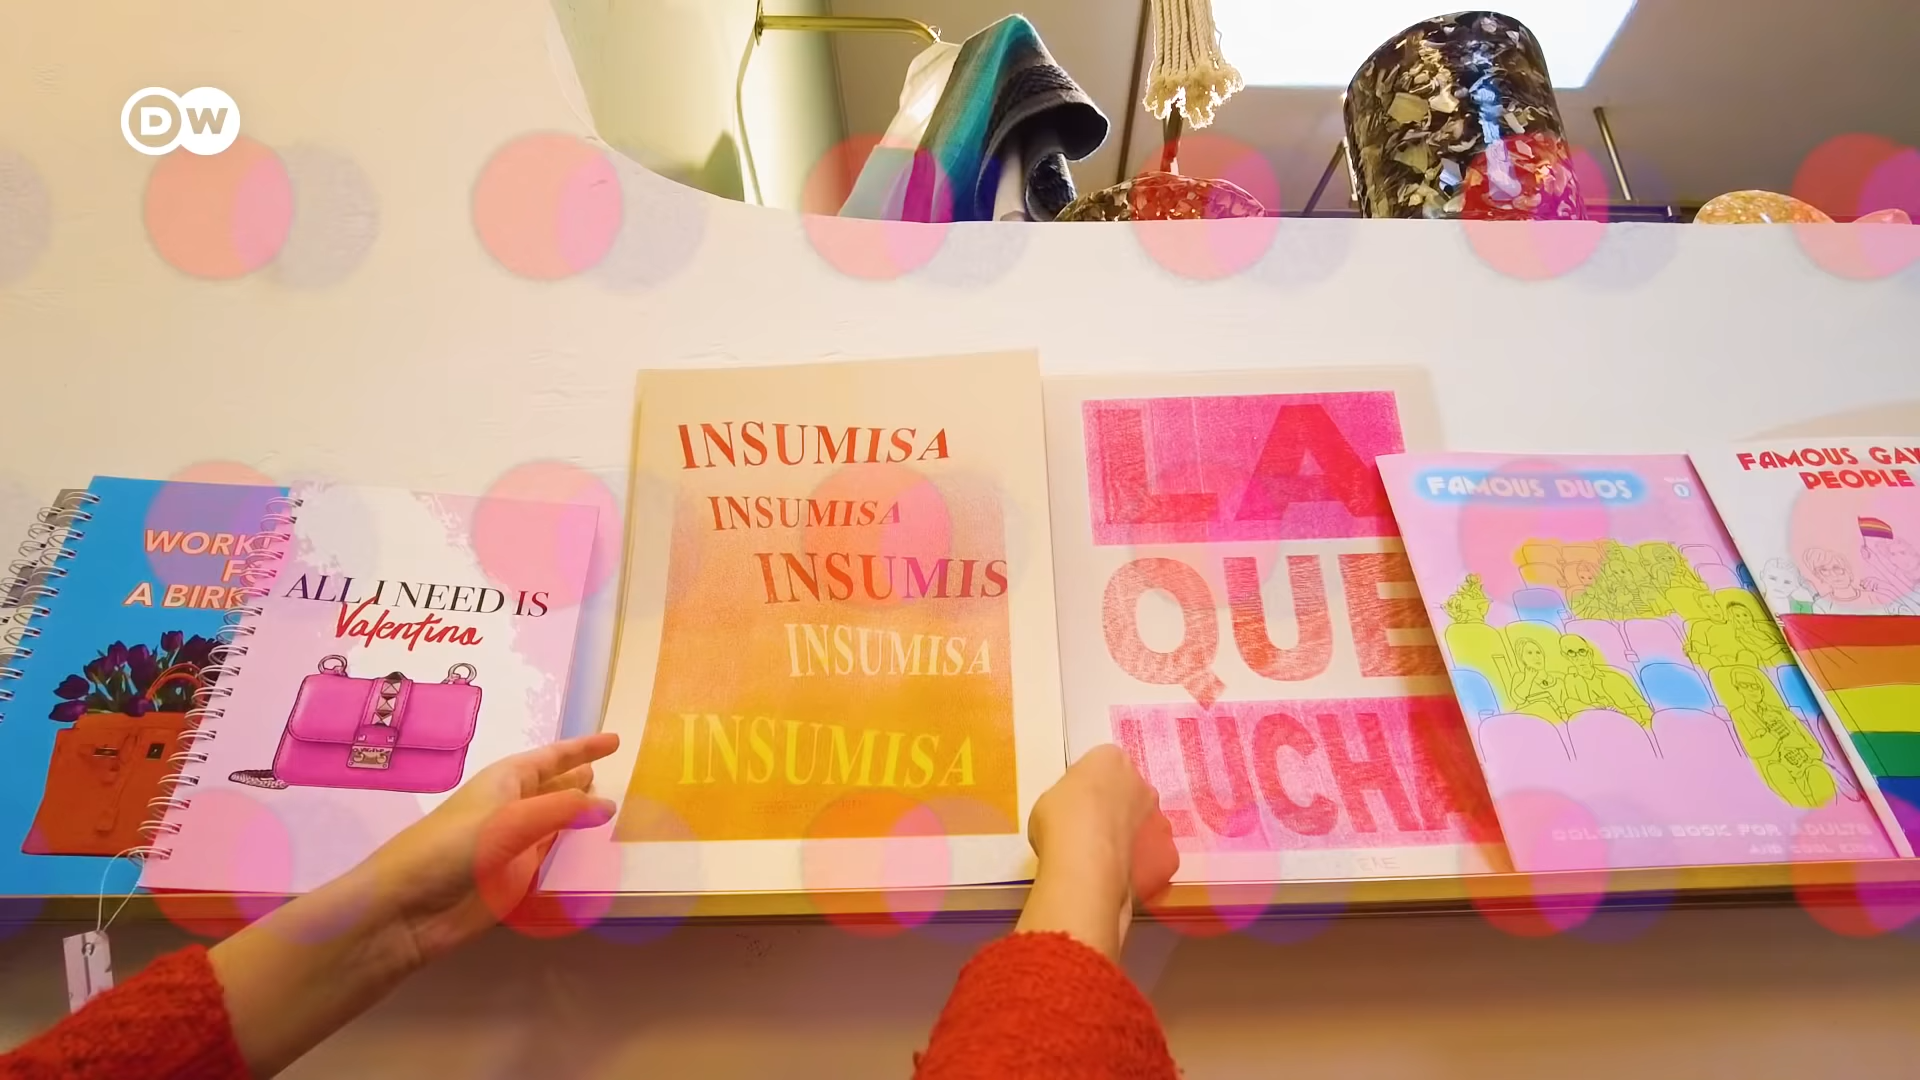 DW
WORK
A BIRK
ALL I NEED IS
Valentino
INSUMISA
INSUMISA
INSUMIS
INSUMISA
INSUMISA
LA
QUE
LUCHA
FAMOUS DUOS
COLORING BOOK FOR ADULTS
AND COOL KIDS
FAMOUS GAY
PEOPLE